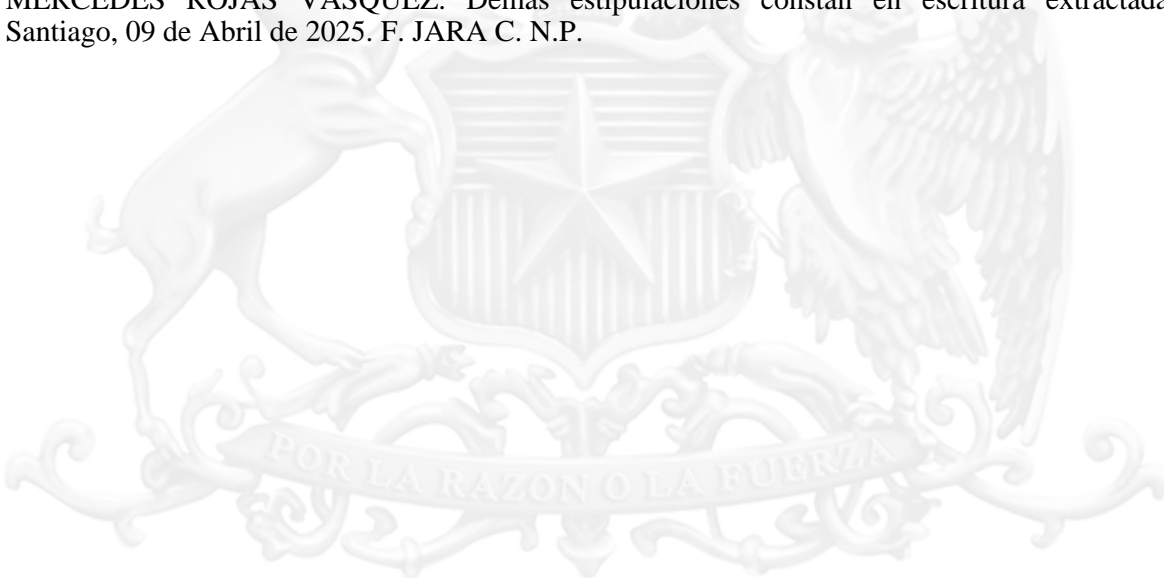 MERCEDES ROJAS VASQUEZ. Demás estipulaciones constan en escritura extractada
Santiago, 09 de Abril de 2025. F. JARA C. N.P.
POR LA RAZON O LA FUERZA